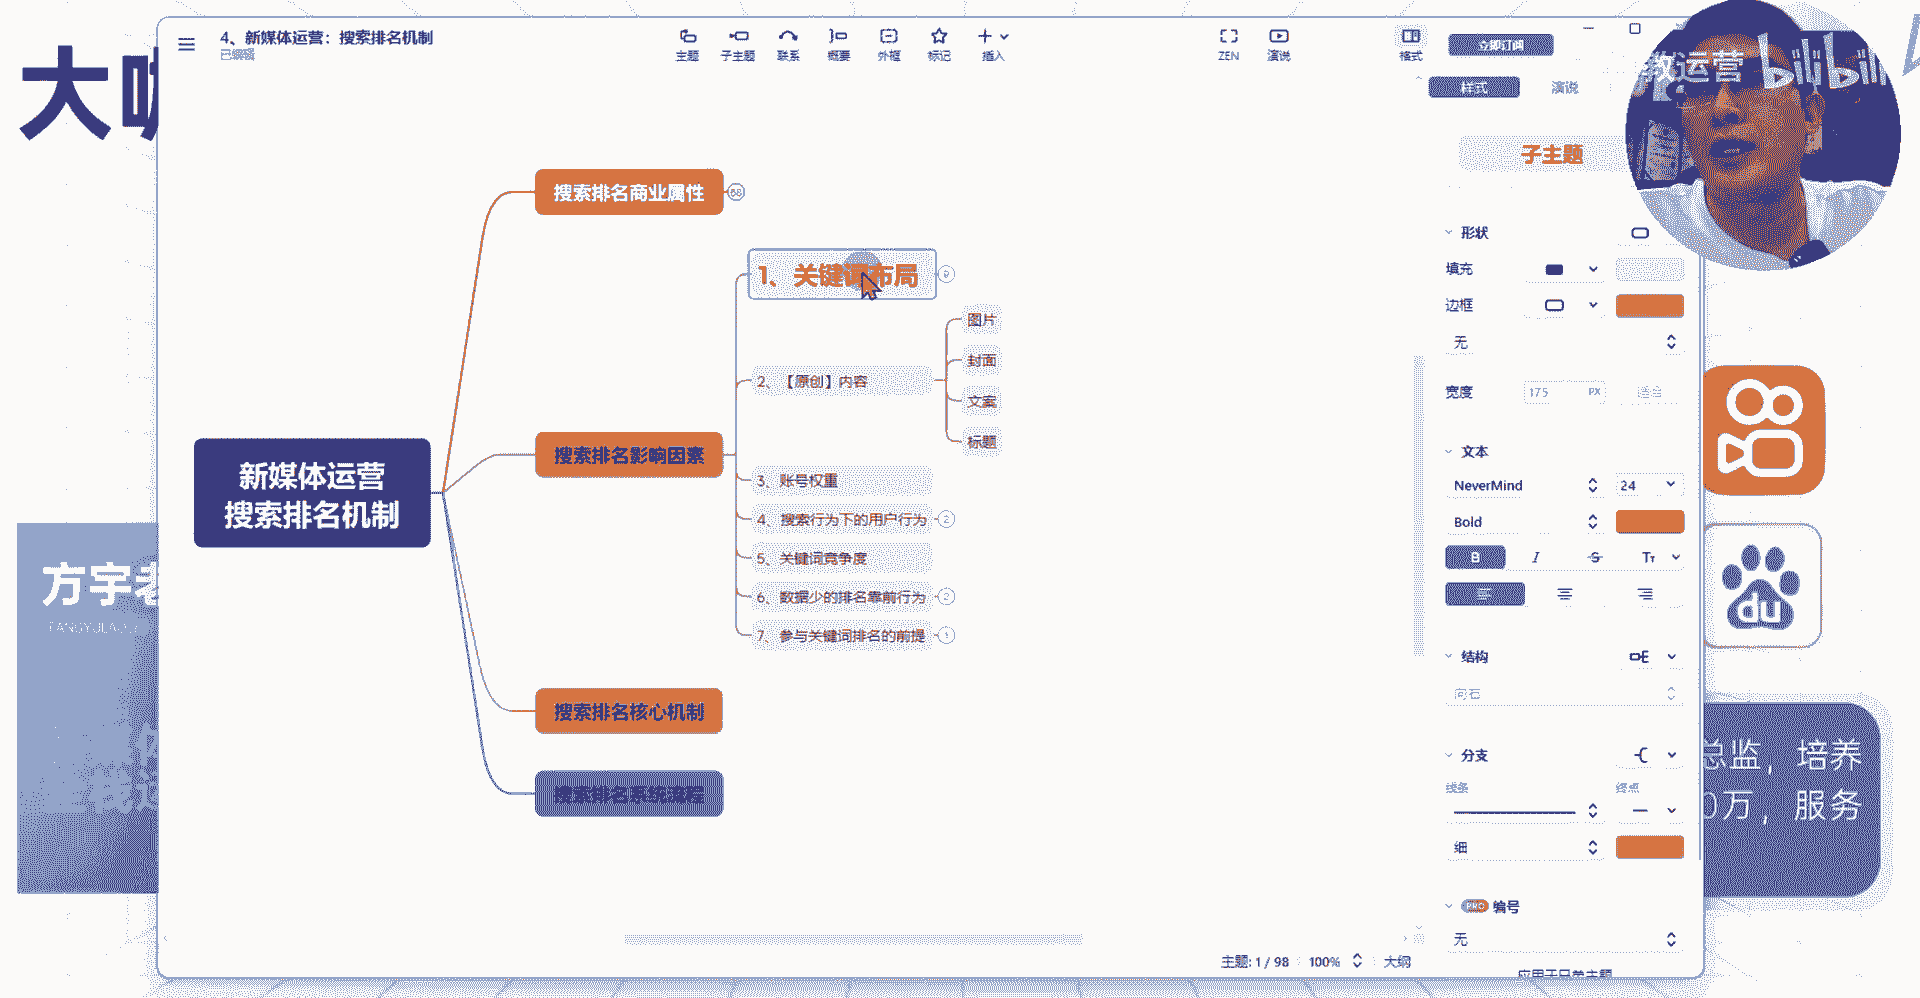 4、新媒体运营：搜索排名机制
已编辑
主题
子主题
联系
概要
外框
标记
插入
ZEN
演说
格式
立即订阅
样式
演说
教运营
bilibili
大
子主题
搜索排名商业属性
68
1、关键词布局
9
图片
封面
2、【原创】内容
文案
标题
搜索排名影响因素
3、账号权重
4、搜索行为下的用户行为
2
5、关键词竞争度
6、数据少的排名靠前行为
2
7、参与关键词排名的前提
1
新媒体运营
搜索排名机制
搜索排名核心机制
搜索排名系统流程
方宇老
FANGYULAO
形状
填充
边框
无
宽度
175
PX
适合
文本
NeverMind
24
Bold
B
I
S
Tт
结构
向右
分支
线条
终点
细
PRO
编号
无
应用于兄弟主题
du
总监，培养
0万，服务
主题: 1 / 98
100%
大纲